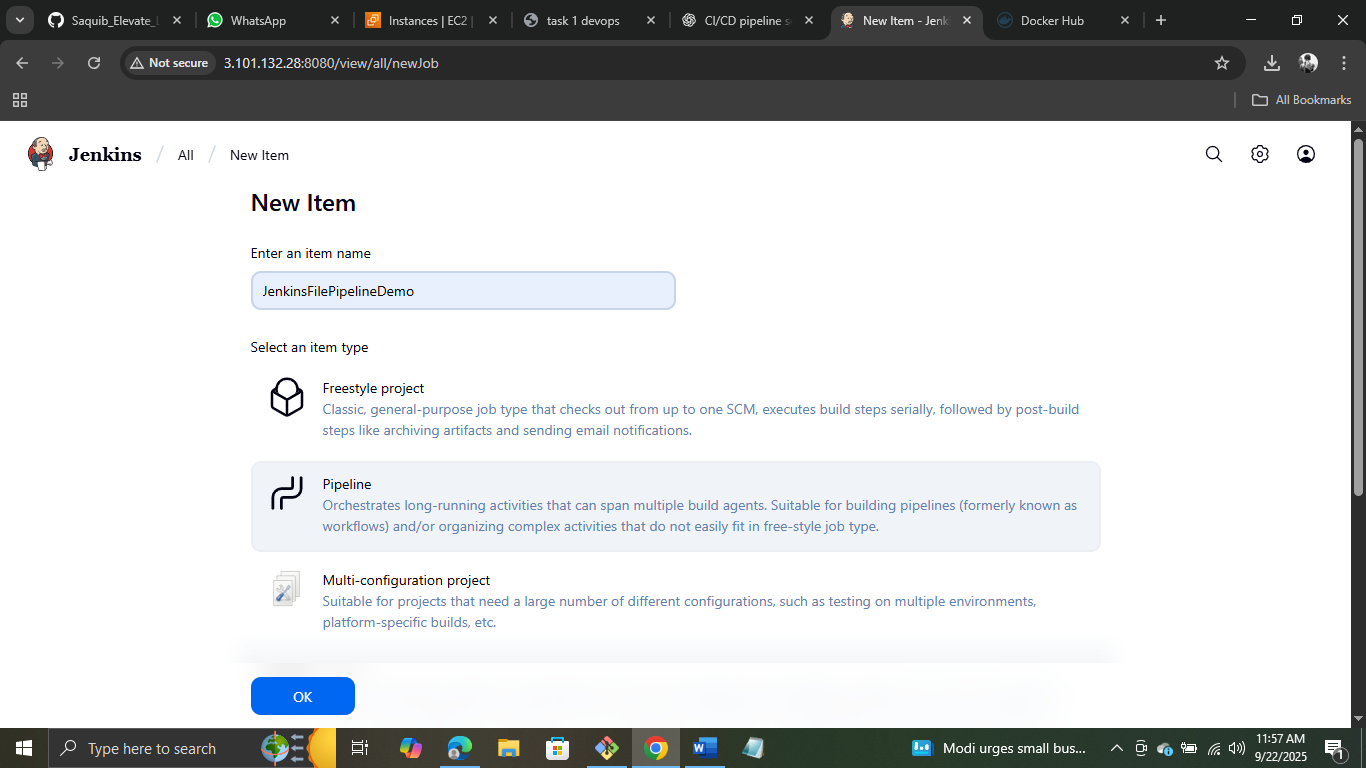 Saquib_Elevate_L
WhatsApp
Instances | EC2 |
task 1 devops
CI/CD pipeline se
New Item - Jenk
Docker Hub
Not secure
3.101.132.28:8080/view/all/newJob
All Bookmarks
Jenkins / All / New Item
New Item
Enter an item name
JenkinsFilePipelineDemo
Select an item type
Freestyle project
Classic, general-purpose job type that checks out from up to one SCM, executes build steps serially, followed by post-build
steps like archiving artifacts and sending email notifications.
Pipeline
Orchestrates long-running activities that can span multiple build agents. Suitable for building pipelines (formerly known as
workflows) and/or organizing complex activities that do not easily fit in free-style job type.
Multi-configuration project
Suitable for projects that need a large number of different configurations, such as testing on multiple environments,
platform-specific builds, etc.
OK
Type here to search
Modi urges small bus...
11:57 AM
9/22/2025
1